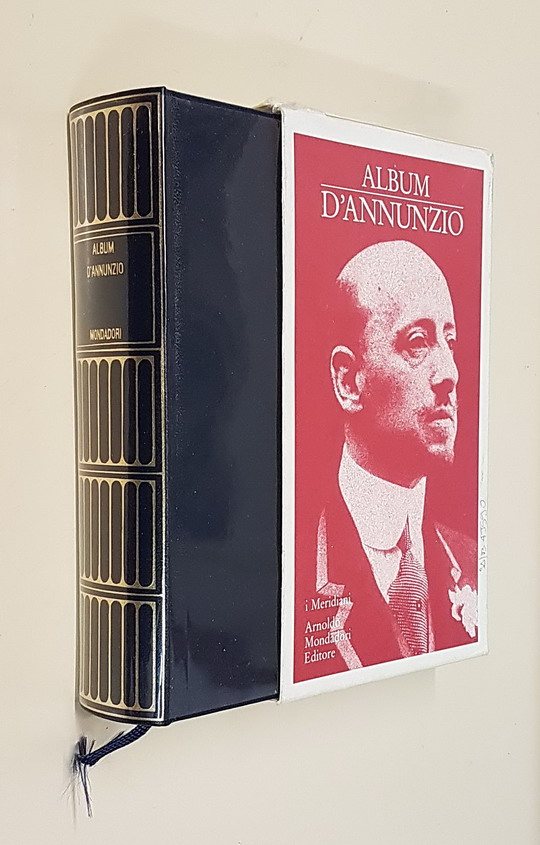 ALBUM
D'ANNUNZIO
MONDADORI
ALBUM
D'ANNUNZIO
i Meridiani
Arnoldo
Mondadori
Editore